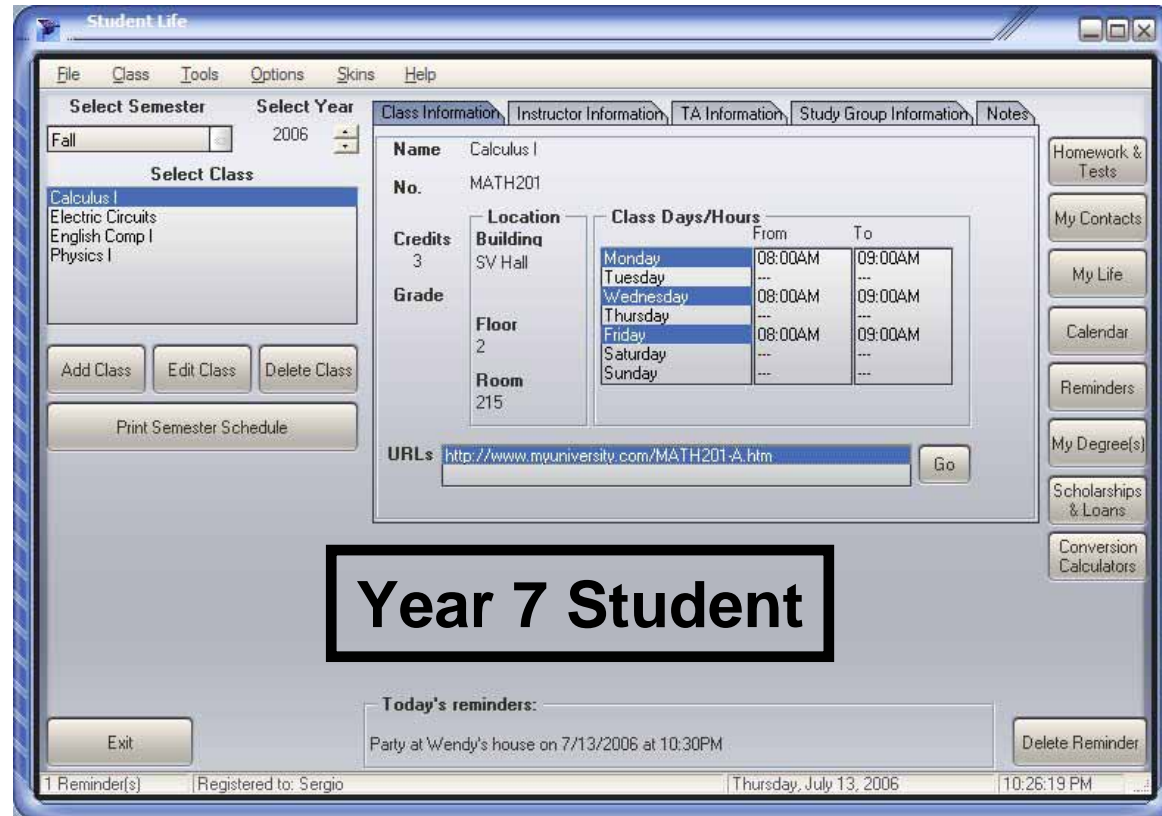 Student Life
File Class Tools Options Skins Help
Select Semester Select Year
Fall 2006
Select Class
Calculus I
Electric Circuits
English Comp I
Physics I
Add Class Edit Class Delete Class
Print Semester Schedule
Class Information Instructor Information TA Information Study Group Information Notes
Name Calculus I
No. MATH201
Credits
3
Grade
Location
Building
SV Hall
Floor
2
Room
215
Class Days/Hours
From To
Monday 08:00AM 09:00AM
Tuesday --- ---
Wednesday 08:00AM 09:00AM
Thursday --- ---
Friday 08:00AM 09:00AM
Saturday --- ---
Sunday --- ---
URLs http://www.myuniversity.com/MATH201-A.htm Go
Homework &
Tests
My Contacts
My Life
Calendar
Reminders
My Degree(s)
Scholarships
& Loans
Conversion
Calculators
Year 7 Student
Today's reminders:
Party at Wendy's house on 7/13/2006 at 10:30PM
Exit
Delete Reminder
1 Reminder(s) Registered to: Sergio Thursday, July 13, 2006 10:26:19 PM